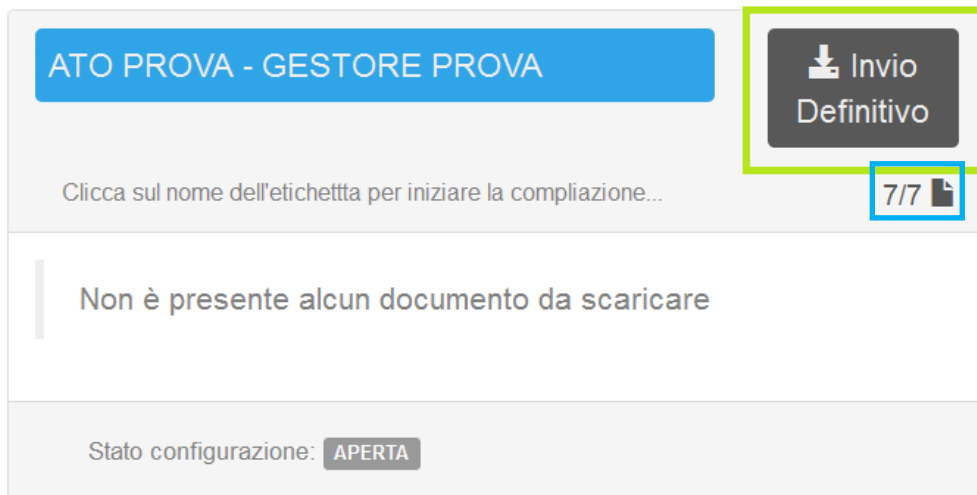 ATO PROVA - GESTORE PROVA
Invio
Definitivo
Clicca sul nome dell'etichettta per iniziare la compliazione...
7/7
Non è presente alcun documento da scaricare
Stato configurazione: APERTA